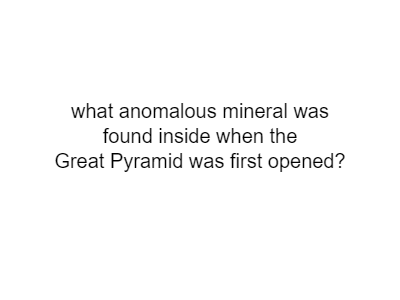 what anomalous mineral was
found inside when the
Great Pyramid was first opened?